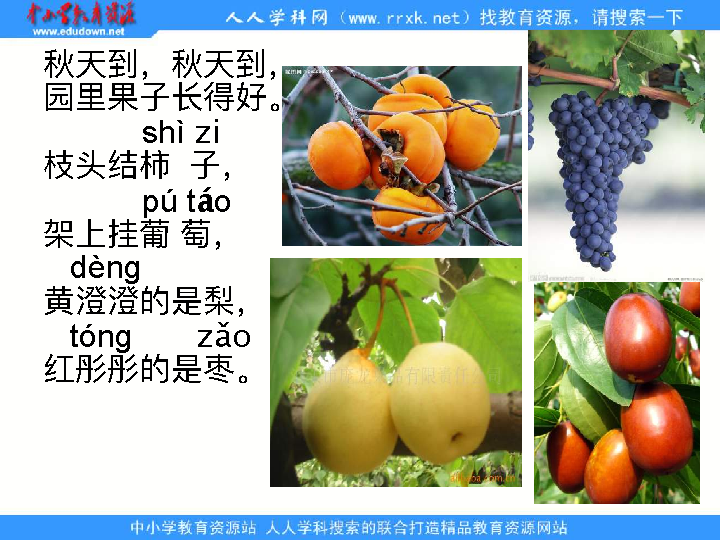 中小学教育资源
www.edudown.net
人人学科网（www.rrxk.net）找教育资源，请搜索一下
秋天到，秋天到，
园里果子长得好。
shì zi
枝头结柿 子，
pú táo
架上挂葡 萄，
dèng
黄澄澄的是梨，
tóng zǎo
红彤彤的是枣。
中小学教育资源站 人人学科搜索的联合打造精品教育资源网站